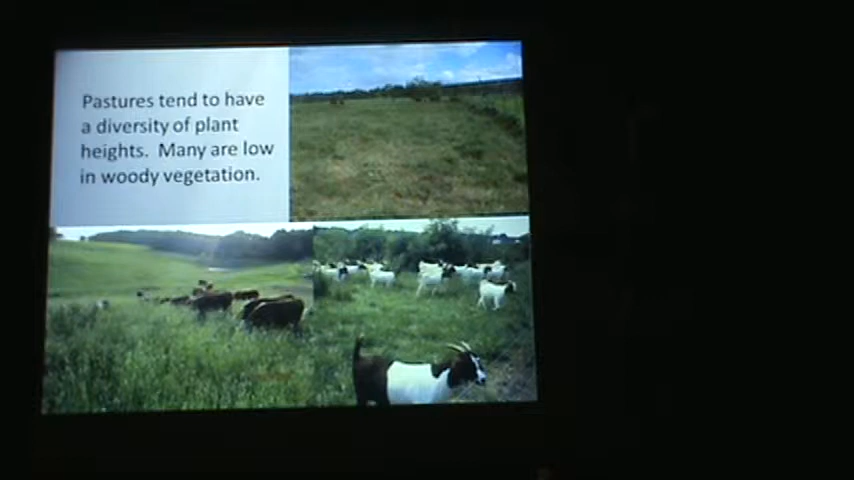 Pastures tend to have
a diversity of plant
heights.  Many are low
in woody vegetation.